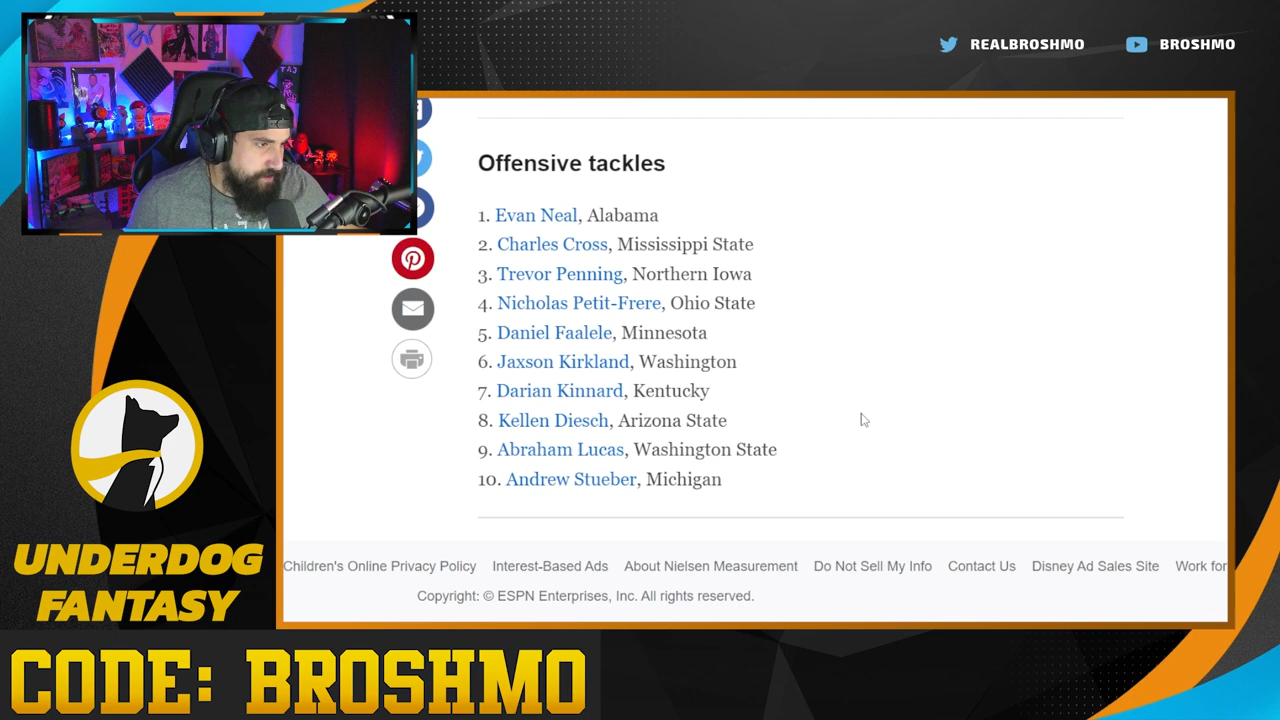 REALBROSHMO
BROSHMO
Offensive tackles
1. Evan Neal, Alabama
2. Charles Cross, Mississippi State
3. Trevor Penning, Northern Iowa
4. Nicholas Petit-Frere, Ohio State
5. Daniel Faalele, Minnesota
6. Jaxson Kirkland, Washington
7. Darian Kinnard, Kentucky
8. Kellen Diesch, Arizona State
9. Abraham Lucas, Washington State
10. Andrew Stueber, Michigan
Children's Online Privacy Policy Interest-Based Ads About Nielsen Measurement Do Not Sell My Info Contact Us Disney Ad Sales Site Work for
Copyright: © ESPN Enterprises, Inc. All rights reserved.
UNDERDOG
FANTASY
CODE: BROSHMO